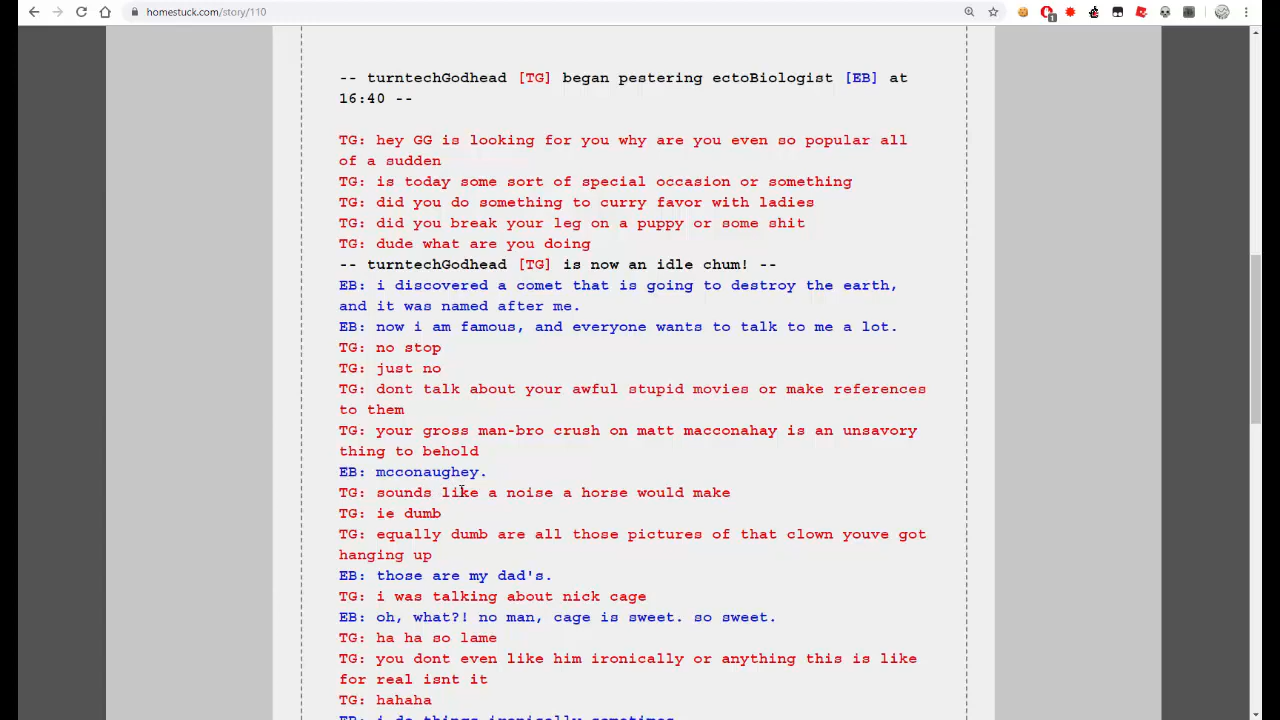 homestuck.com/story/110
1
-- turntechGodhead [TG] began pestering ectoBiologist [EB] at
16:40 --
TG: hey GG is looking for you why are you even so popular all
of a sudden
TG: is today some sort of special occasion or something
TG: did you do something to curry favor with ladies
TG: did you break your leg on a puppy or some shit
TG: dude what are you doing
-- turntechGodhead [TG] is now an idle chum! --
EB: i discovered a comet that is going to destroy the earth,
and it was named after me.
EB: now i am famous, and everyone wants to talk to me a lot.
TG: no stop
TG: just no
TG: dont talk about your awful stupid movies or make references
to them
TG: your gross man-bro crush on matt macconahay is an unsavory
thing to behold
EB: mcconaughey.
TG: sounds like a noise a horse would make
TG: ie dumb
TG: equally dumb are all those pictures of that clown youve got
hanging up
EB: those are my dad's.
TG: i was talking about nick cage
EB: oh, what?! no man, cage is sweet. so sweet.
TG: ha ha so lame
TG: you dont even like him ironically or anything this is like
for real isnt it
TG: hahaha
EB: i do things ironically sometimes